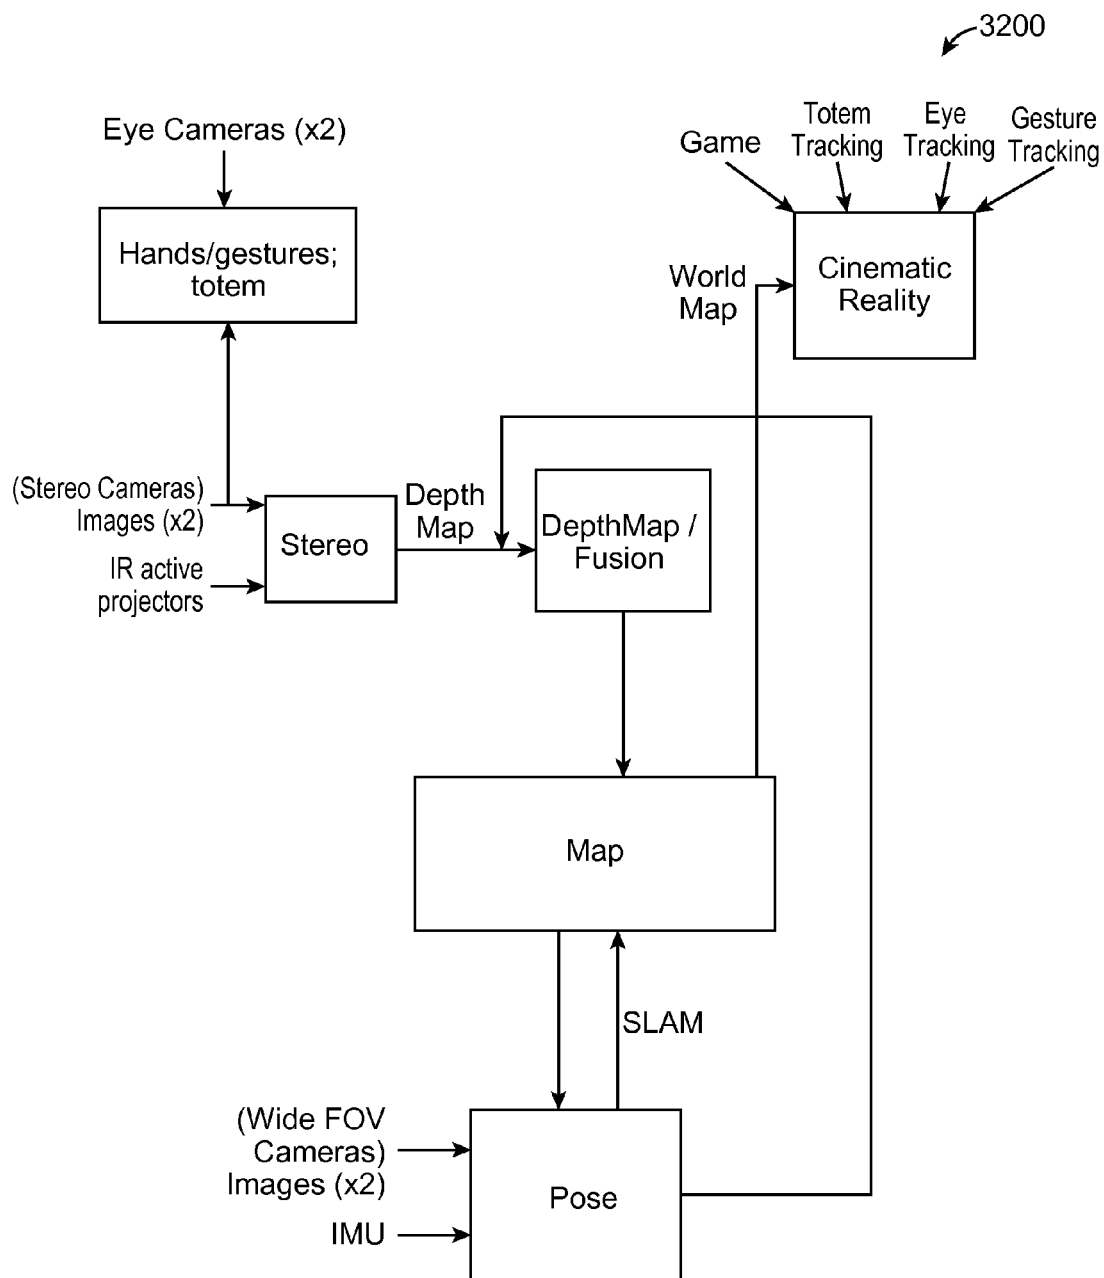 3200
Eye Cameras (x2)
Hands/gestures;
totem
Game
Totem
Tracking
Eye
Tracking
Gesture
Tracking
World
Map
Cinematic
Reality
(Stereo Cameras)
Images (x2)
IR active
projectors
Stereo
Depth
Map
DepthMap /
Fusion
Map
SLAM
(Wide FOV
Cameras)
Images (x2)
IMU
Pose